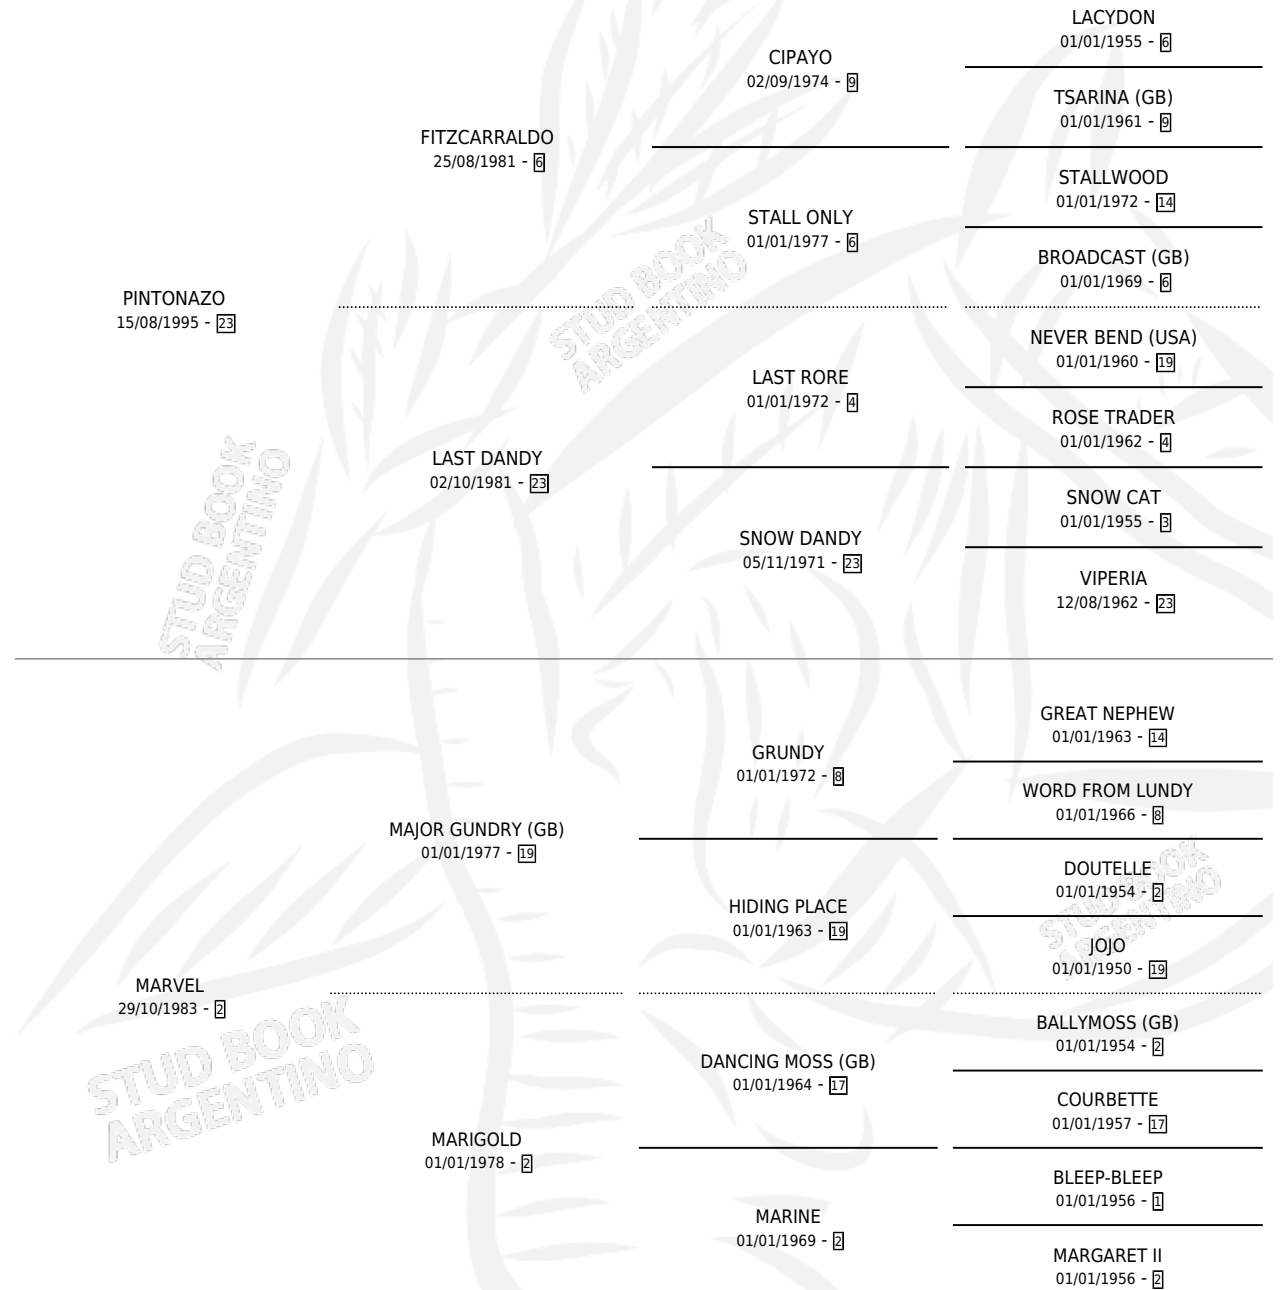 LACYDON
01/01/1955 - 6
CIPAYO
02/09/1974 - 9
TSARINA (GB)
01/01/1961 - 9
FITZCARRALDO
25/08/1981 - 6
STALLWOOD
01/01/1972 - 14
STALL ONLY
01/01/1977 - 6
BROADCAST (GB)
01/01/1969 - 6
PINTONAZO
15/08/1995 - 23
NEVER BEND (USA)
01/01/1960 - 19
LAST RORE
01/01/1972 - 4
ROSE TRADER
01/01/1962 - 4
LAST DANDY
02/10/1981 - 23
SNOW CAT
01/01/1955 - 3
SNOW DANDY
05/11/1971 - 23
VIPERIA
12/08/1962 - 23
GREAT NEPHEW
01/01/1963 - 14
GRUNDY
01/01/1972 - 8
WORD FROM LUNDY
01/01/1966 - 8
MAJOR GUNDRY (GB)
01/01/1977 - 19
DOUTELLE
01/01/1954 - 2
HIDING PLACE
01/01/1963 - 19
JOJO
01/01/1950 - 19
MARVEL
29/10/1983 - 2
BALLYMOSS (GB)
01/01/1954 - 2
DANCING MOSS (GB)
01/01/1964 - 17
COURBETTE
01/01/1957 - 17
MARIGOLD
01/01/1978 - 2
BLEEP-BLEEP
01/01/1956 - 1
MARINE
01/01/1969 - 2
MARGARET II
01/01/1956 - 2
STUD BOOK
ARGENTINO
STUD BOOK
ARGENTINO
STUD BOOK
ARGENTINO
STUD BOOK
ARGENTINO